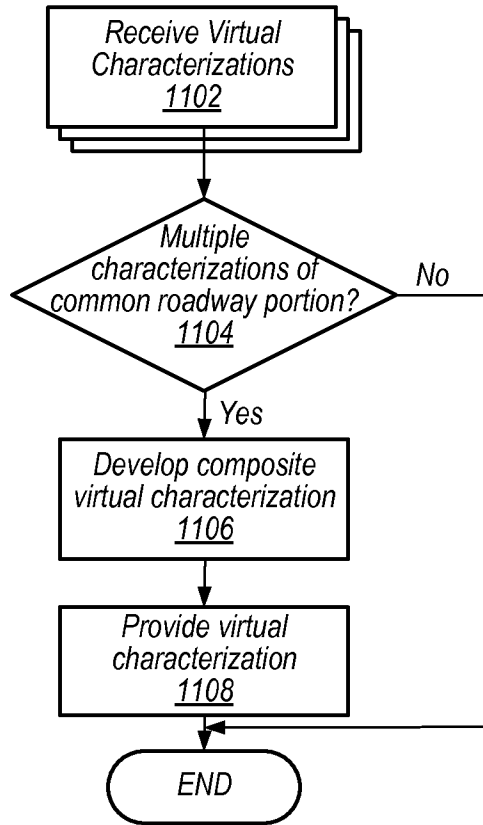 Receive Virtual
Characterizations
1102
Multiple
characterizations of
common roadway portion?
1104
No
Yes
Develop composite
virtual characterization
1106
Provide virtual
characterization
1108
END